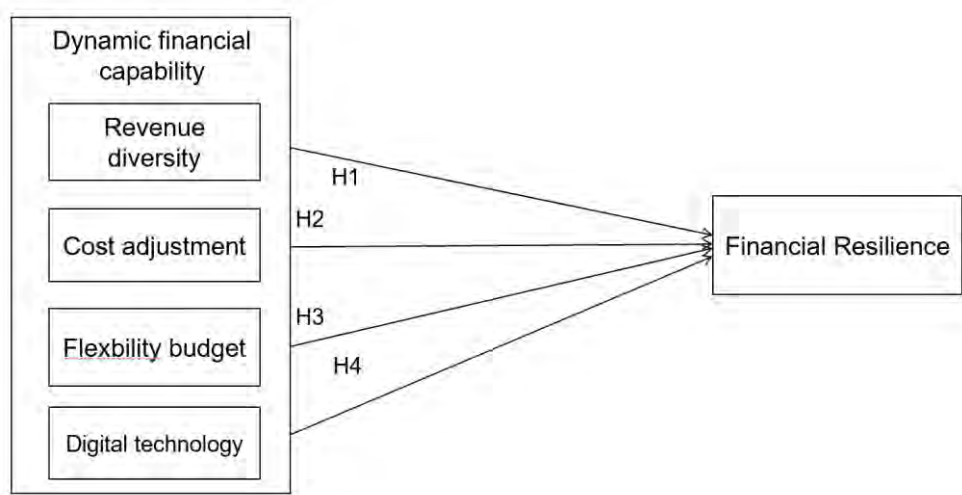 Dynamic financial
capability
Revenue
diversity
H1
H2
Cost adjustment
Financial Resilience
H3
Flexbility budget
H4
Digital technology